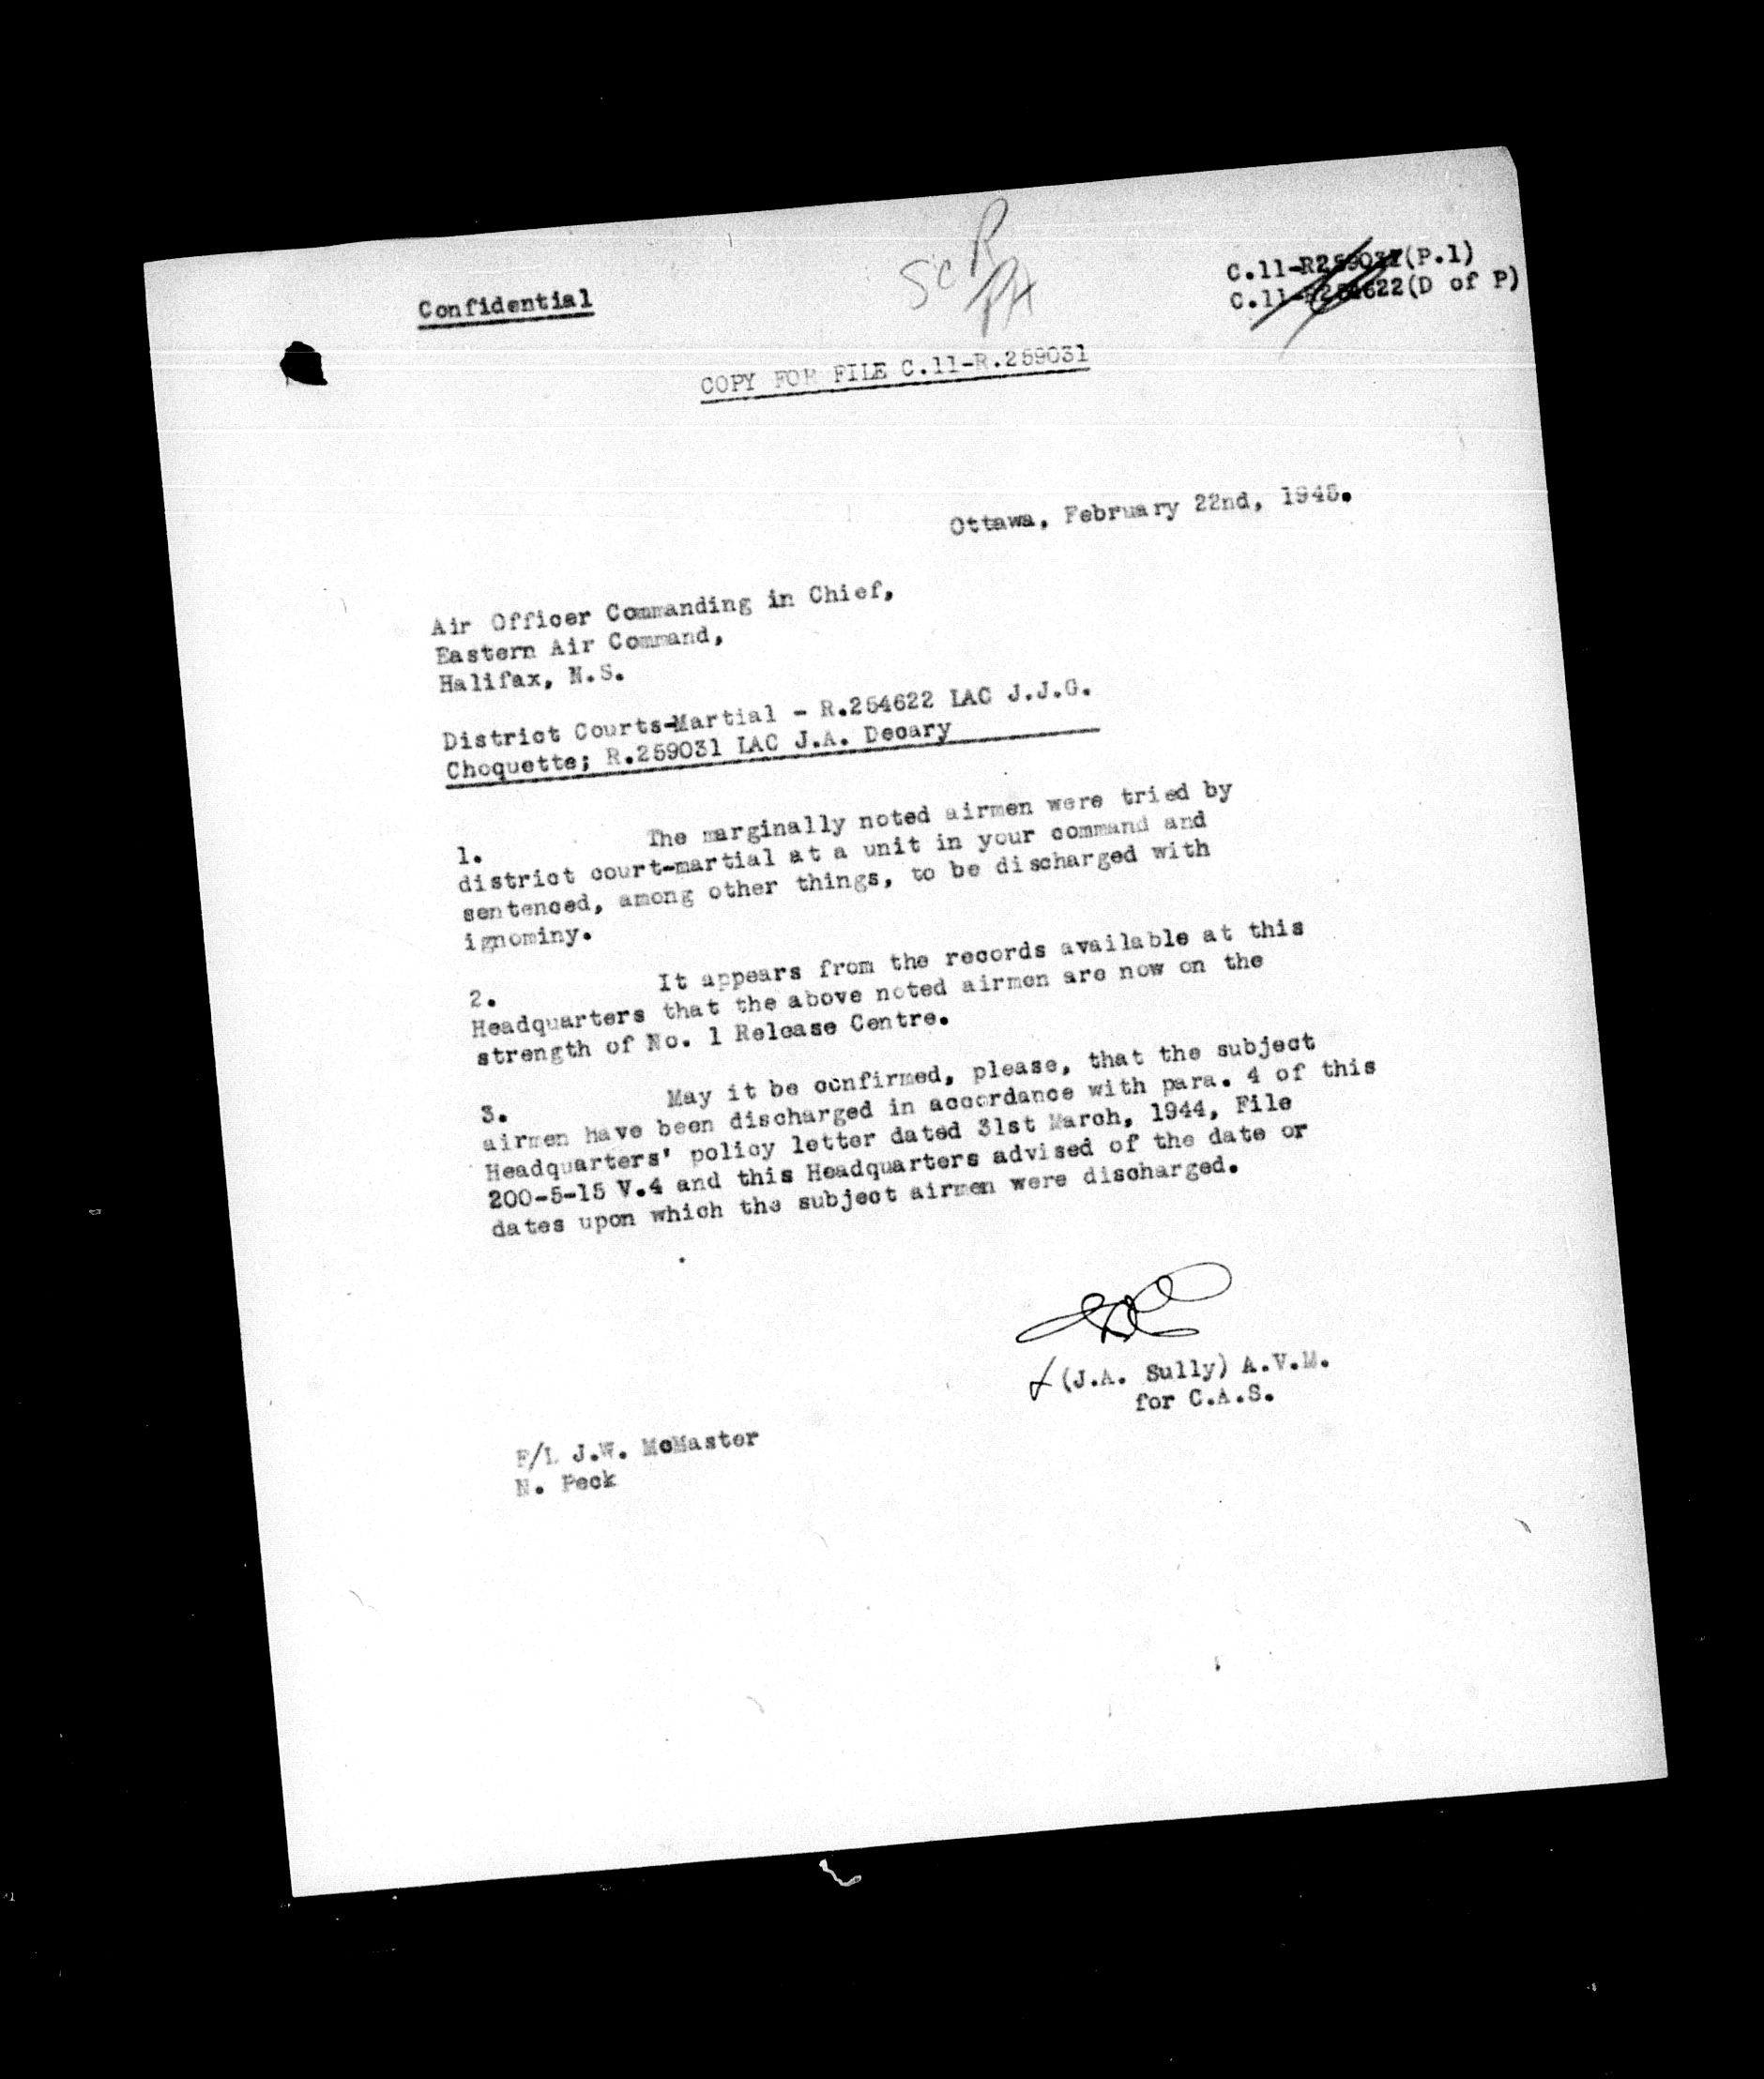 Confidential
C.11-R259031(P.1)
C.11-R254622(D of P)
COPY FOR FILE C.11-R.259031
Ottawa, February 22nd, 1945.
Air Officer Commanding in Chief,
Eastern Air Command,
Halifax, N.S.
District Courts-Martial - R.254622 LAC J.J.G.
Choquette; R.259031 LAC J.A. Decary
1. The marginally noted airmen were tried by
district court-martial at a unit in your command and
sentenced, among other things, to be discharged with
ignominy.
2. It appears from the records available at this
Headquarters that the above noted airmen are now on the
strength of No. 1 Release Centre.
3. May it be confirmed, please, that the subject
airmen have been discharged in accordance with para. 4 of this
Headquarters' policy letter dated 31st March, 1944, File
200-5-15 V.4 and this Headquarters advised of the date or
dates upon which the subject airmen were discharged.
(J.A. Sully) A.V.M.
for C.A.S.
F/L J.W. McMaster
N. Peck